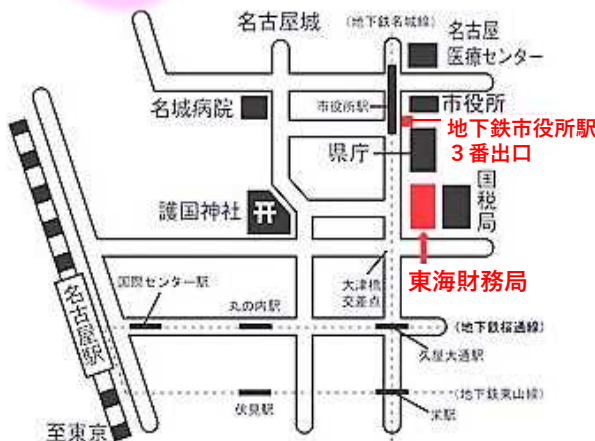 名古屋城
(地下鉄名城線)
名古屋
医療センター
名城病院
市役所駅
市役所
地下鉄市役所駅
３番出口
県庁
国税局
護国神社
東海財務局
大津橋
交差点
国際センター駅
丸の内駅
名古屋駅
(地下鉄桜通線)
久屋大通駅
(地下鉄東山線)
伏見駅
栄駅
至東京